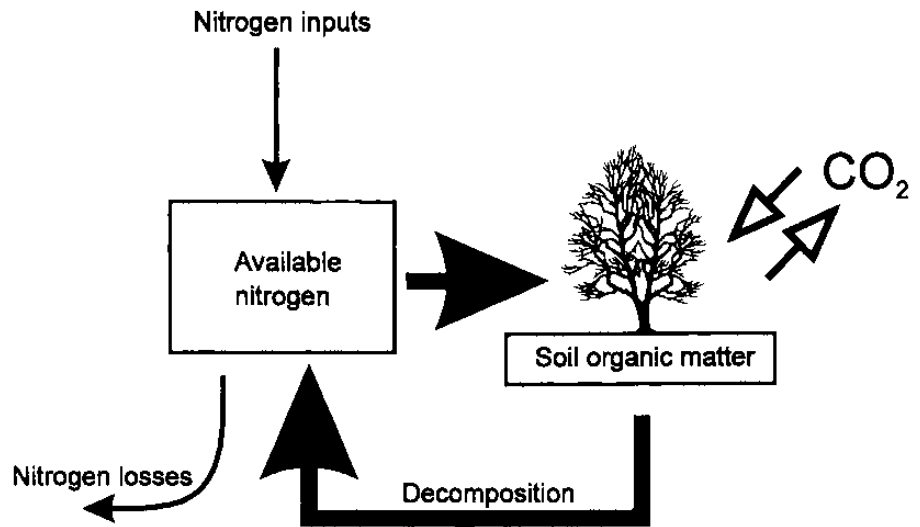 Nitrogen inputs
CO₂
Available
nitrogen
Soil organic matter
Nitrogen losses
Decomposition